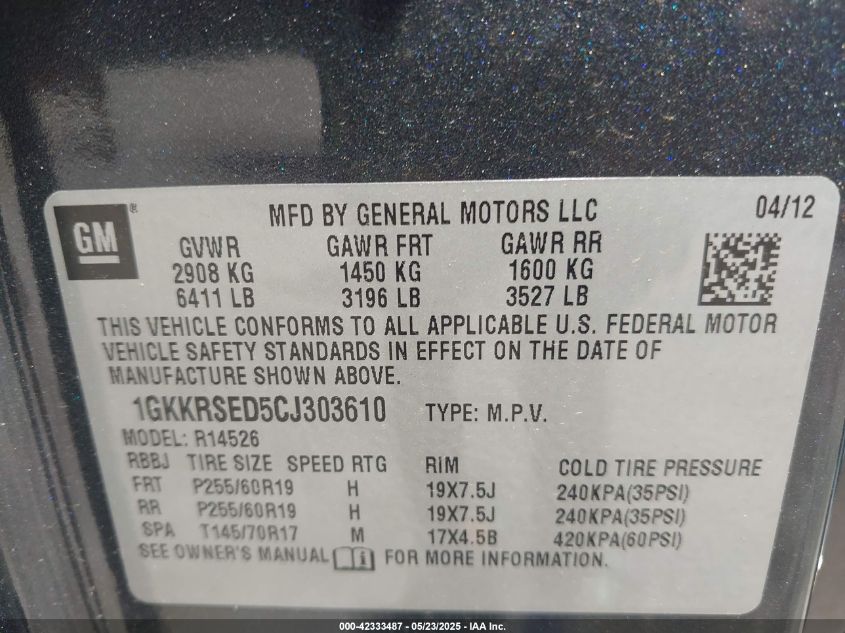 GM®
MFD BY GENERAL MOTORS LLC 04/12
GVWR GAWR FRT GAWR RR
2908 KG 1450 KG 1600 KG
6411 LB 3196 LB 3527 LB
THIS VEHICLE CONFORMS TO ALL APPLICABLE U.S. FEDERAL MOTOR
VEHICLE SAFETY STANDARDS IN EFFECT ON THE DATE OF
MANUFACTURE SHOWN ABOVE.
1GKKRSED5CJ303610 TYPE: M.P.V.
MODEL: R14526
RBBJ TIRE SIZE SPEED RTG RIM COLD TIRE PRESSURE
FRT P255/60R19 H 19X7.5J 240KPA(35PSI)
RR P255/60R19 H 19X7.5J 240KPA(35PSI)
SPA T145/70R17 M 17X4.5B 420KPA(60PSI)
SEE OWNER'S MANUAL i FOR MORE INFORMATION.
000-42333487 - 05/23/2025 - IAA Inc.